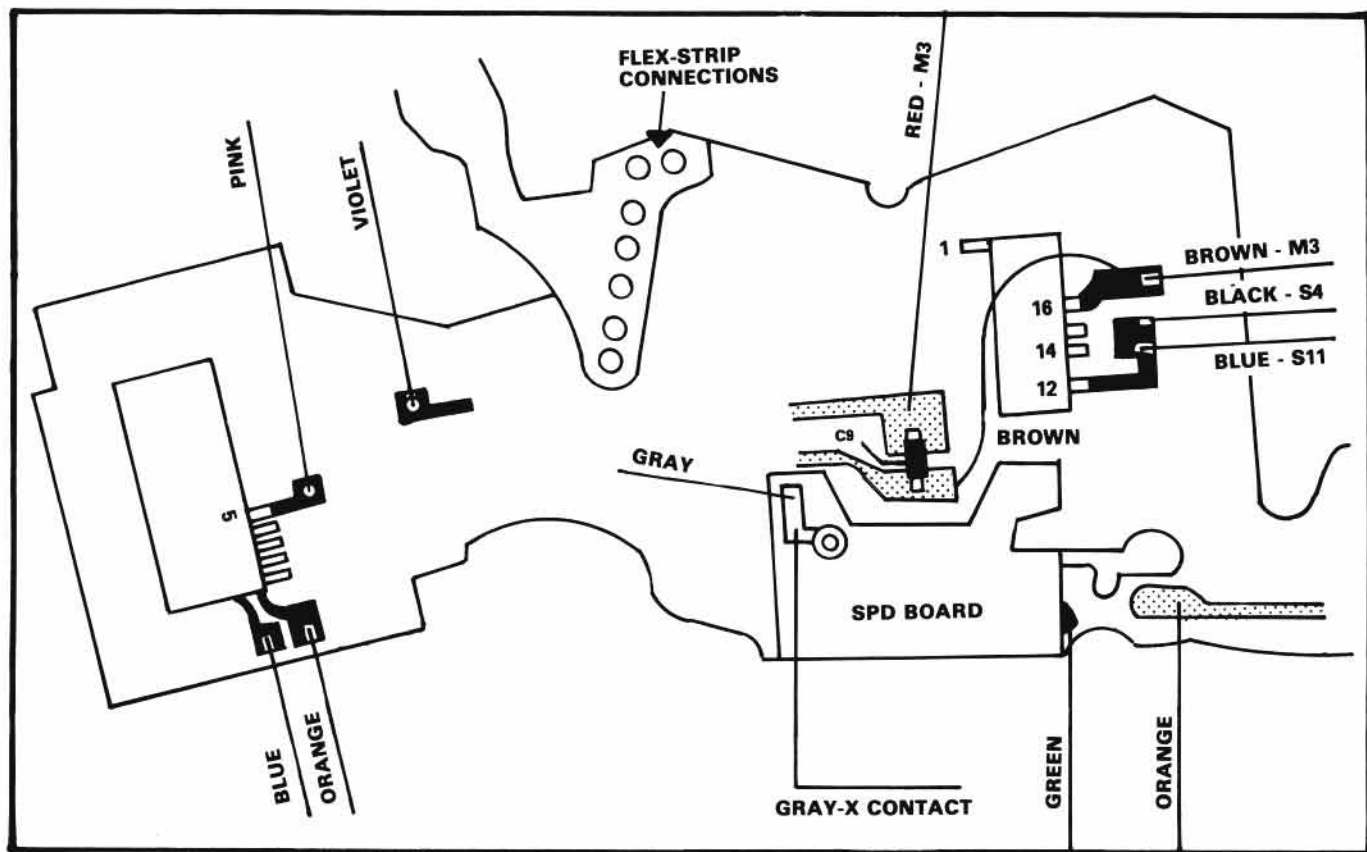 FLEX-STRIP
CONNECTIONS
RED - M3
PINK
VIOLET
1
BROWN - M3
16
BLACK - S4
14
BLUE - S11
12
BROWN
C9
GRAY
5
SPD BOARD
BLUE
ORANGE
GRAY-X CONTACT
GREEN
ORANGE